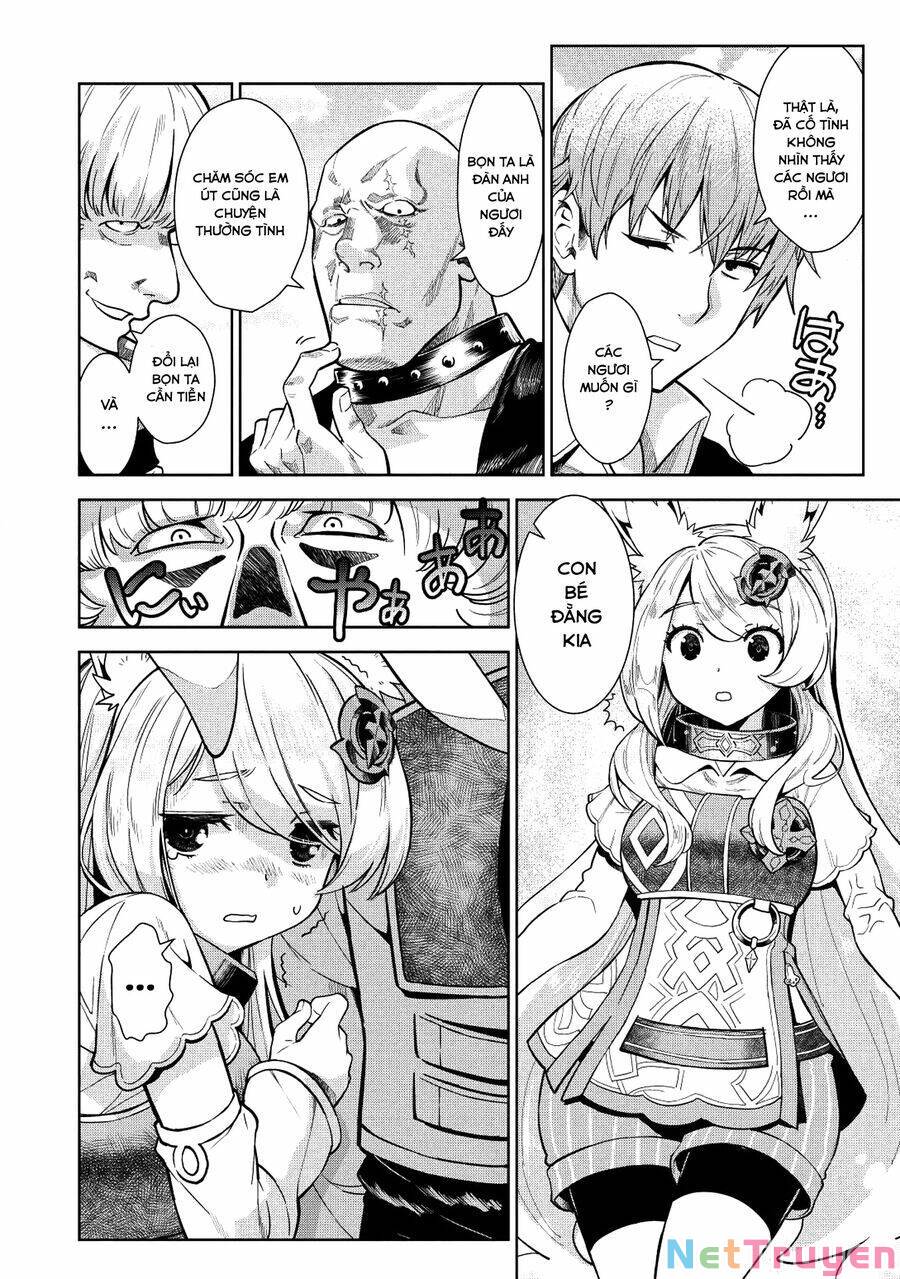 THẬT LÀ,
ĐÃ CỐ TÌNH
KHÔNG
NHÌN THẤY
CÁC NGƯƠI
RỒI MÀ
...
はあ...
CÁC
NGƯƠI
MUỐN GÌ
?
BỌN TA LÀ
ĐÀN ANH
CỦA
NGƯƠI
ĐẤY
CHĂM SÓC EM
ÚT CŨNG LÀ
CHUYỆN
THƯỜNG TÌNH
ĐỔI LẠI
BỌN TA
CẦN TIỀN
VÀ
...
CON
BÉ
ĐẰNG
KIA
にぃ
やぁああ
...
NetTruyen